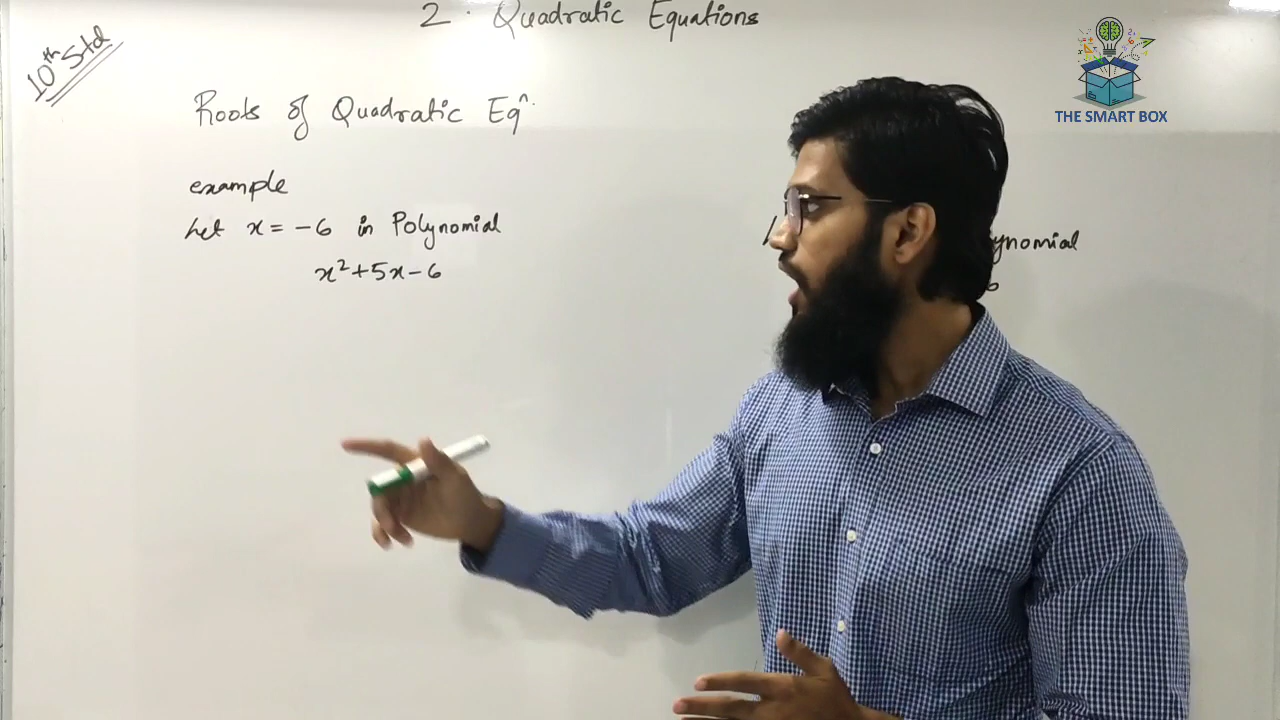 2. Quadratic Equations
10th Std
THE SMART BOX
Roots of Quadratic Eqn.
example
Let x = -6 in Polynomial
x²+5x-6